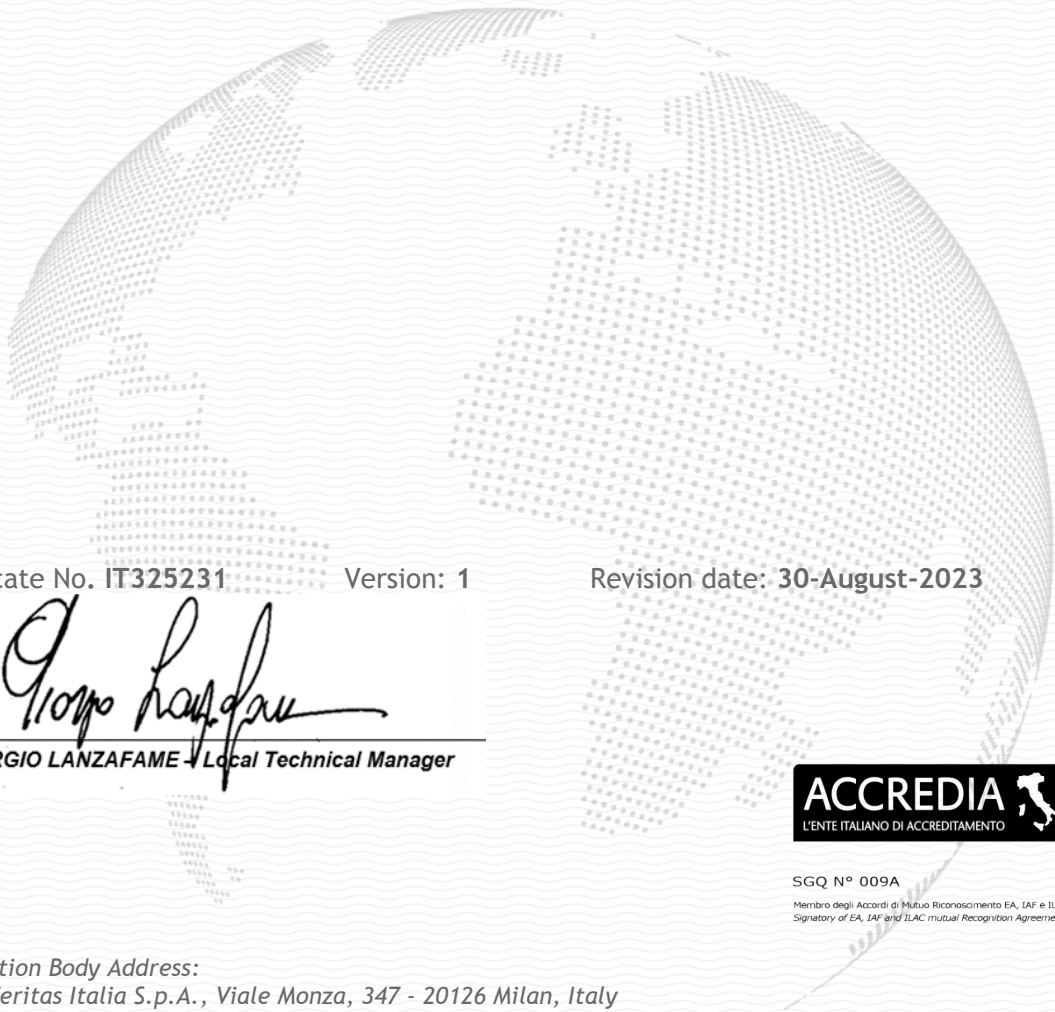 cate No. IT325231 Version: 1 Revision date: 30-August-2023
Giorgio Lanzafame
RGIO LANZAFAME - Local Technical Manager
ACCREDIA
L'ENTE ITALIANO DI ACCREDITAMENTO
SGQ N° 009A
Membro degli Accordi di Mutuo Riconoscimento EA, IAF e IL
Signatory of EA, IAF and ILAC mutual Recognition Agreeme
tion Body Address:
eritas Italia S.p.A., Viale Monza, 347 - 20126 Milan, Italy